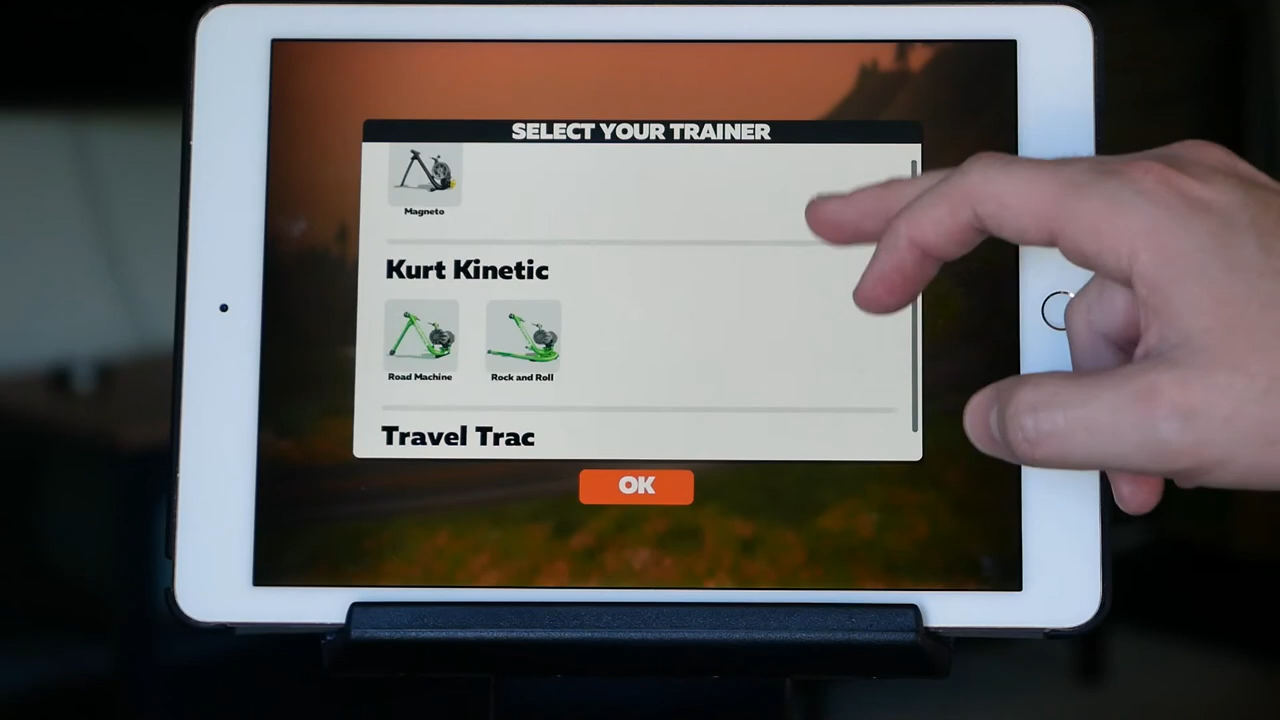 SELECT YOUR TRAINER
Magneto
Kurt Kinetic
Road Machine
Rock and Roll
Travel Trac
OK